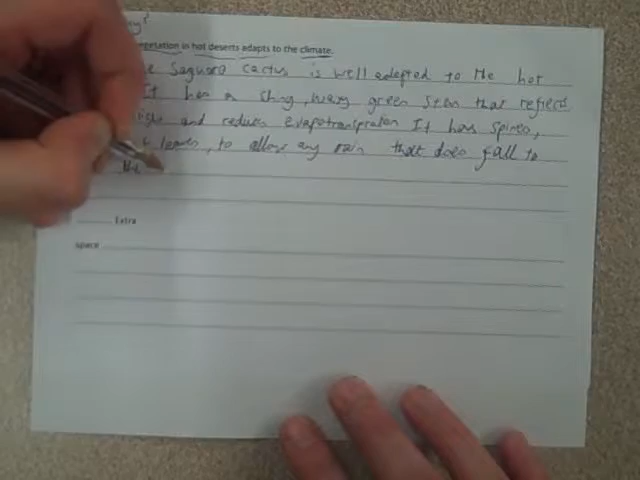 vegetation in hot deserts adapts to the climate.
Saguaro cactus is well adapted to the hot
It has a shiny, waxy green stem that reflects
and reduces evapotranspiration It has spines,
leaves, to allow any rain that does fall to
Extra
space